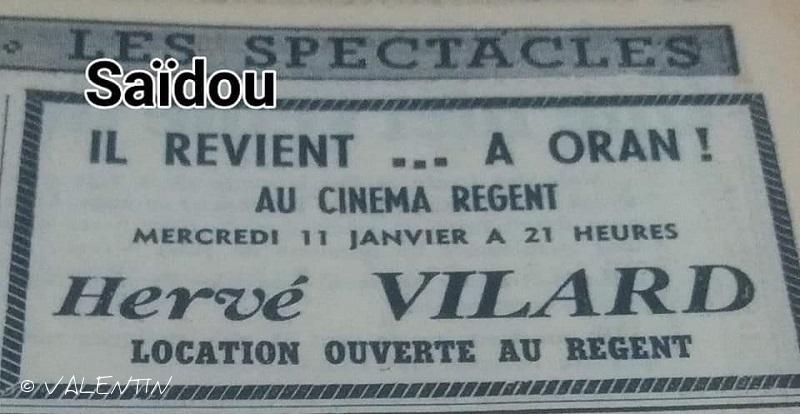 LES SPECTACLES
Saïdou
IL REVIENT ... A ORAN !
AU CINEMA REGENT
MERCREDI 11 JANVIER A 21 HEURES
Hervé VILARD
LOCATION OUVERTE AU REGENT
© VALENTIN